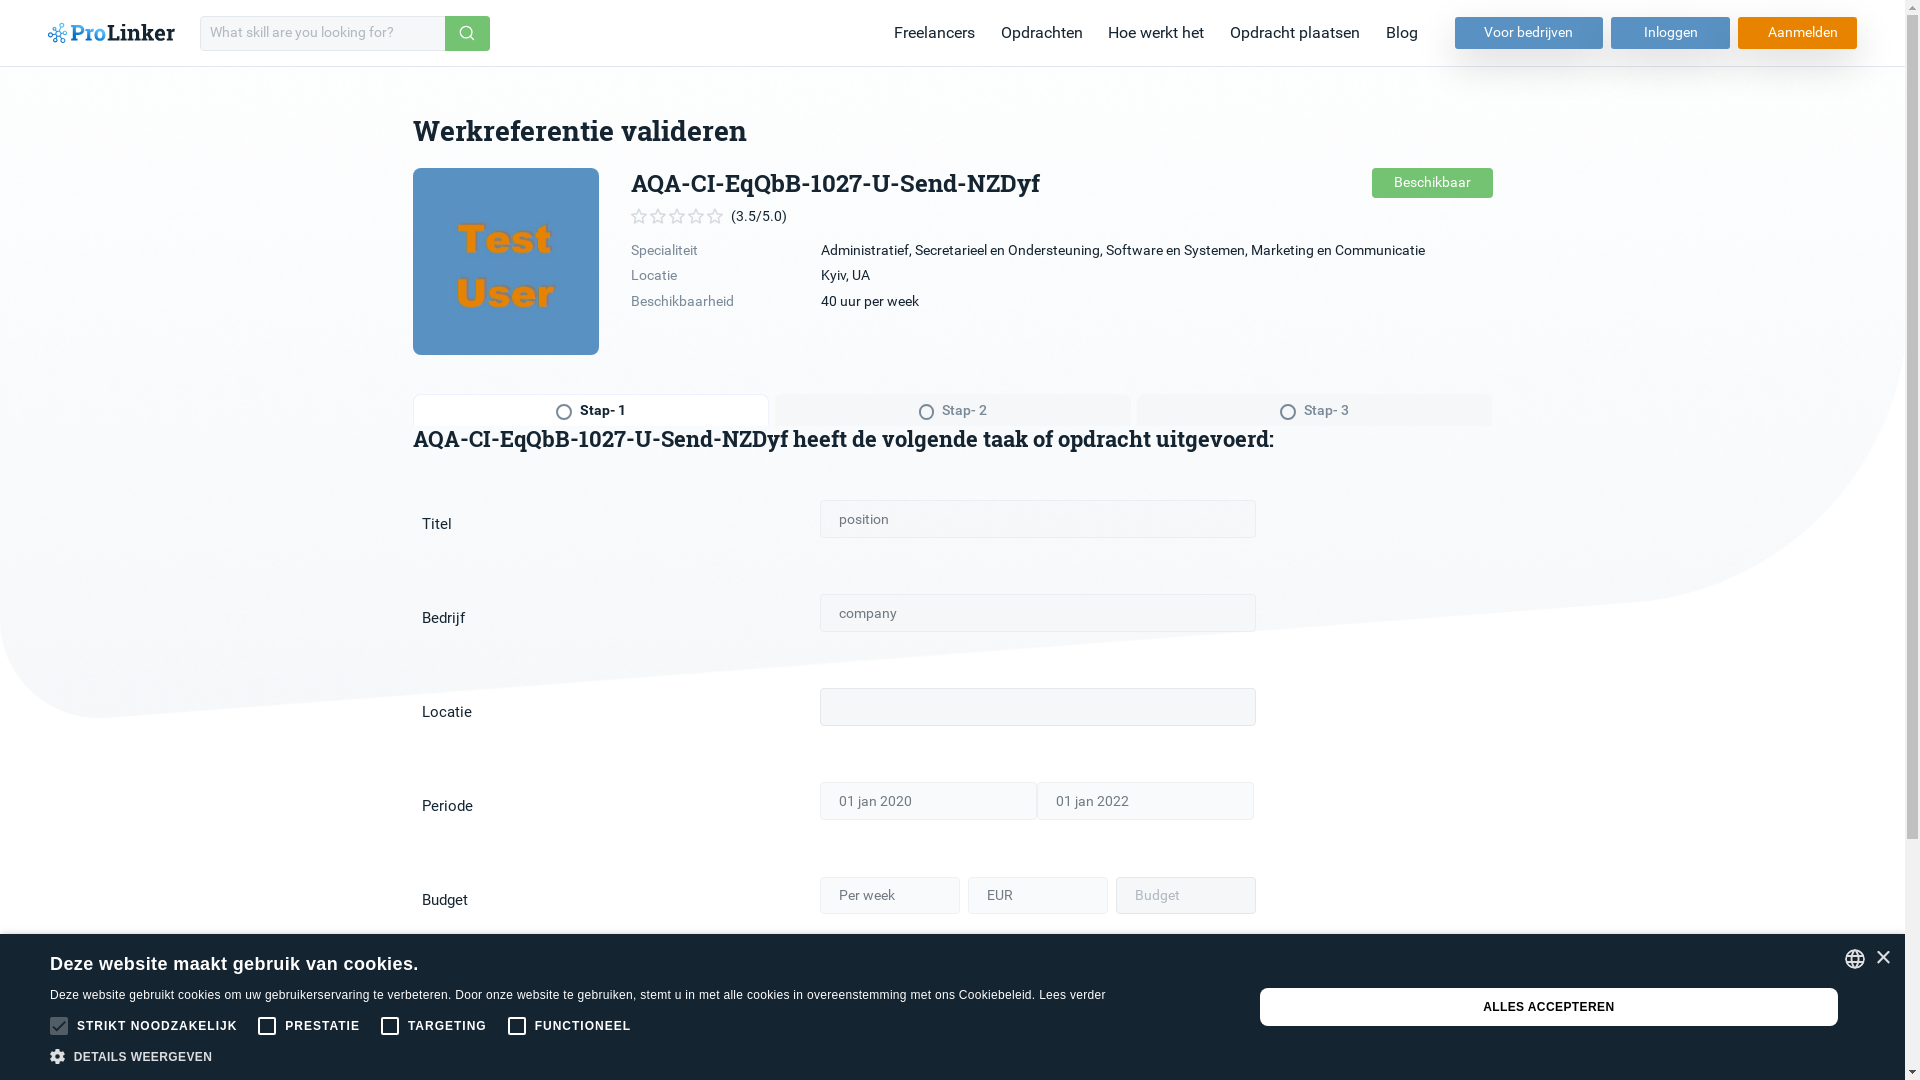 ProLinker
What skill are you looking for?
Freelancers
Opdrachten
Hoe werkt het
Opdracht plaatsen
Blog
Voor bedrijven
Inloggen
Aanmelden
Werkreferentie valideren
Test
User
AQA-CI-EqQbB-1027-U-Send-NZDyf
Beschikbaar
(3.5/5.0)
Specialiteit
Administratief, Secretarieel en Ondersteuning, Software en Systemen, Marketing en Communicatie
Locatie
Kyiv, UA
Beschikbaarheid
40 uur per week
Stap- 1
Stap- 2
Stap- 3
AQA-CI-EqQbB-1027-U-Send-NZDyf heeft de volgende taak of opdracht uitgevoerd:
Titel
position
Bedrijf
company
Locatie
Periode
01 jan 2020
01 jan 2022
Budget
Per week
EUR
Budget
Deze website maakt gebruik van cookies.
Deze website gebruikt cookies om uw gebruikerservaring te verbeteren. Door onze website te gebruiken, stemt u in met alle cookies in overeenstemming met ons Cookiebeleid. Lees verder
STRIKT NOODZAKELIJK
PRESTATIE
TARGETING
FUNCTIONEEL
DETAILS WEERGEVEN
ALLES ACCEPTEREN
×